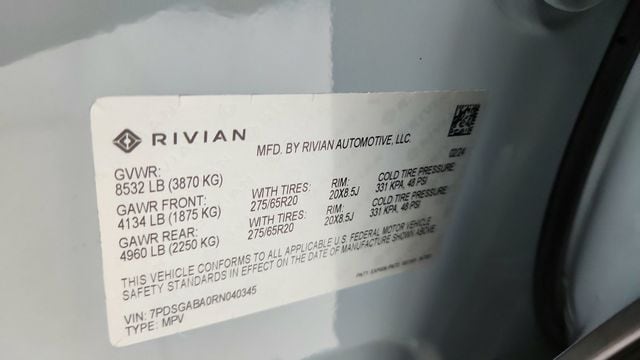 RIVIAN
MFD. BY RIVIAN AUTOMOTIVE, LLC.
02/24
GVWR:
8532 LB (3870 KG)
GAWR FRONT: WITH TIRES: RIM: COLD TIRE PRESSURE:
4134 LB (1875 KG) 275/65R20 20X8.5J 331 KPA, 48 PSI
GAWR REAR: WITH TIRES: RIM: COLD TIRE PRESSURE:
4960 LB (2250 KG) 275/65R20 20X8.5J 331 KPA, 48 PSI
THIS VEHICLE CONFORMS TO ALL APPLICABLE U.S. FEDERAL MOTOR VEHICLE
SAFETY STANDARDS IN EFFECT ON THE DATE OF MANUFACTURE SHOWN ABOVE
VIN: 7PDSGABA0RN040345
TYPE: MPV